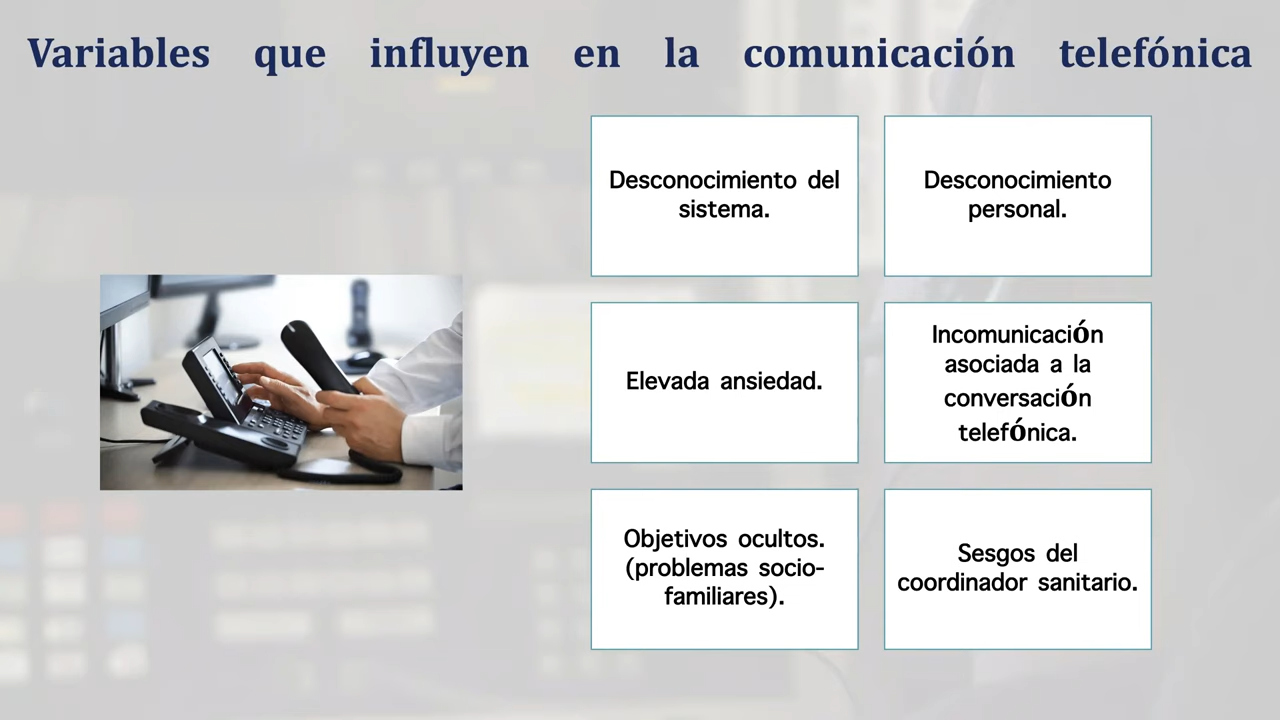 Variables que influyen en la comunicación telefónica
Desconocimiento del
sistema.
Desconocimiento
personal.
Elevada ansiedad.
Incomunicación
asociada a la
conversación
telefónica.
Objetivos ocultos.
(problemas socio-
familiares).
Sesgos del
coordinador sanitario.